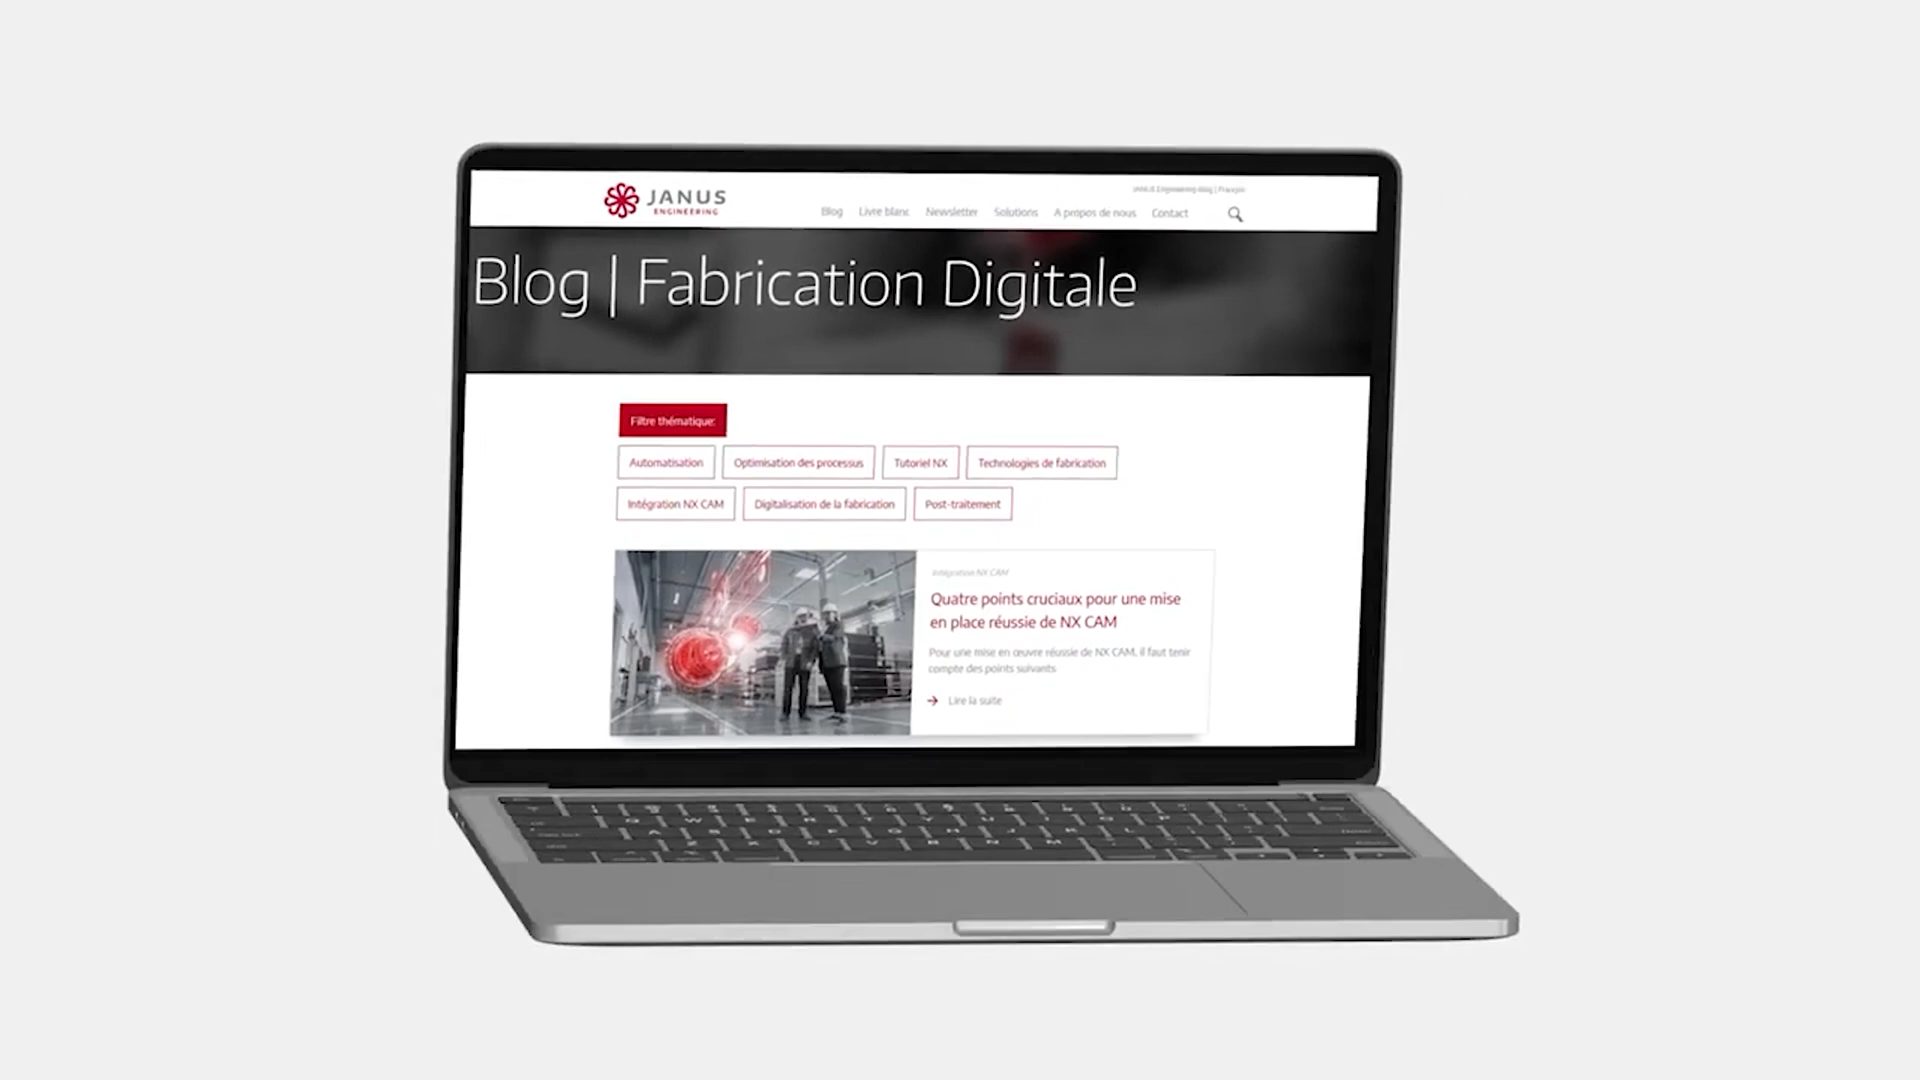 JANUS
ENGINEERING
Blog Livre blanc Newsletter Solutions A propos de nous Contact
Blog | Fabrication Digitale
Filtre thématique:
Automatisation Optimisation des processus Tutoriel NX Technologies de fabrication
Intégration NX CAM Digitalisation de la fabrication Post-traitement
Intégration NX CAM
Quatre points cruciaux pour une mise
en place réussie de NX CAM
Pour une mise en œuvre réussie de NX CAM, il faut tenir
compte des points suivants.
Lire la suite